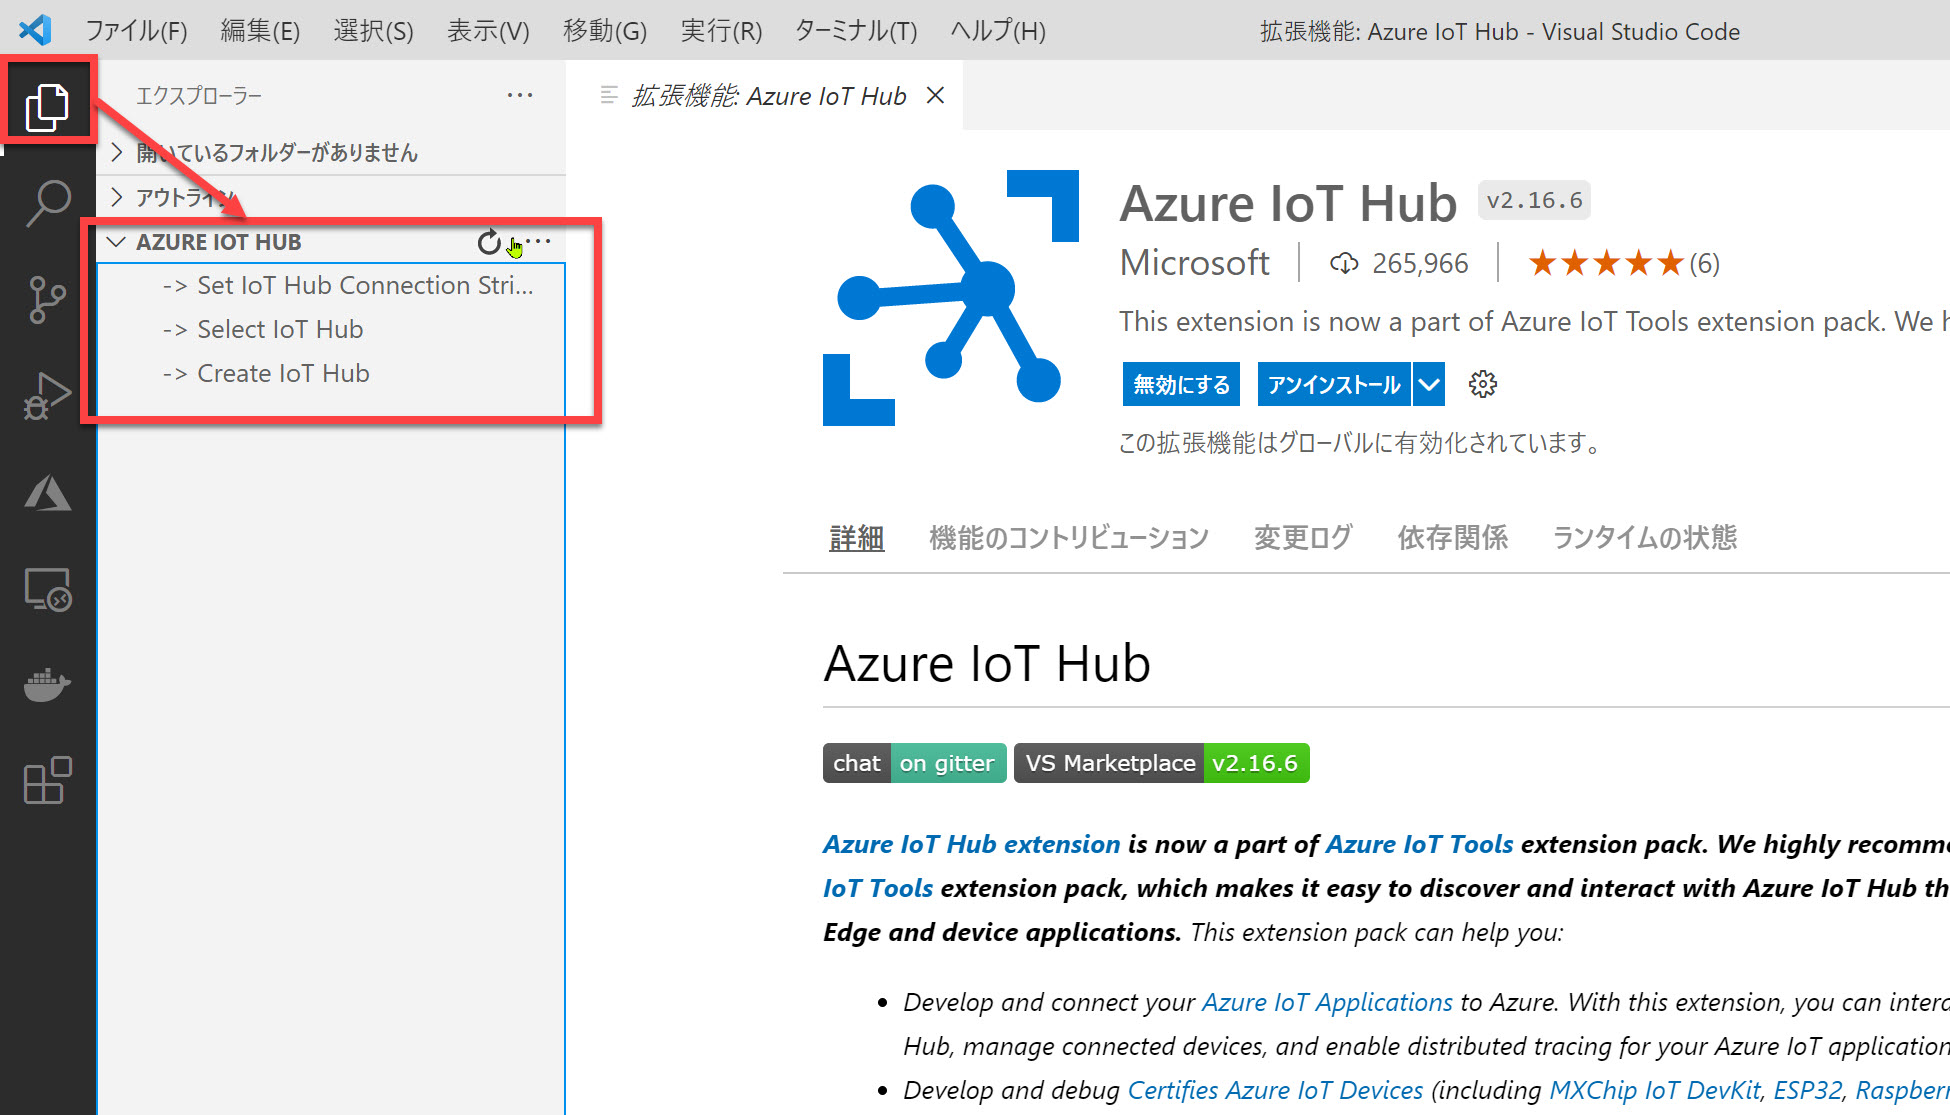 ファイル(F) 編集(E) 選択(S) 表示(V) 移動(G) 実行(R) ターミナル(T) ヘルプ(H) 拡張機能: Azure IoT Hub - Visual Studio Code
エクスプローラー
開いているフォルダーがありません
アウトライン
AZURE IOT HUB
-> Set IoT Hub Connection Stri...
-> Select IoT Hub
-> Create IoT Hub
拡張機能: Azure IoT Hub
Azure IoT Hub v2.16.6
Microsoft 265,966 (6)
This extension is now a part of Azure IoT Tools extension pack. We
無効にする アンインストール
この拡張機能はグローバルに有効化されています。
詳細 機能のコントリビューション 変更ログ 依存関係 ランタイムの状態
Azure IoT Hub
chat on gitter VS Marketplace v2.16.6
Azure IoT Hub extension is now a part of Azure IoT Tools extension pack. We highly recomm
IoT Tools extension pack, which makes it easy to discover and interact with Azure IoT Hub th
Edge and device applications. This extension pack can help you:
• Develop and connect your Azure IoT Applications to Azure. With this extension, you can intera
Hub, manage connected devices, and enable distributed tracing for your Azure IoT application
• Develop and debug Certifies Azure IoT Devices (including MXChip IoT DevKit, ESP32, Raspberr